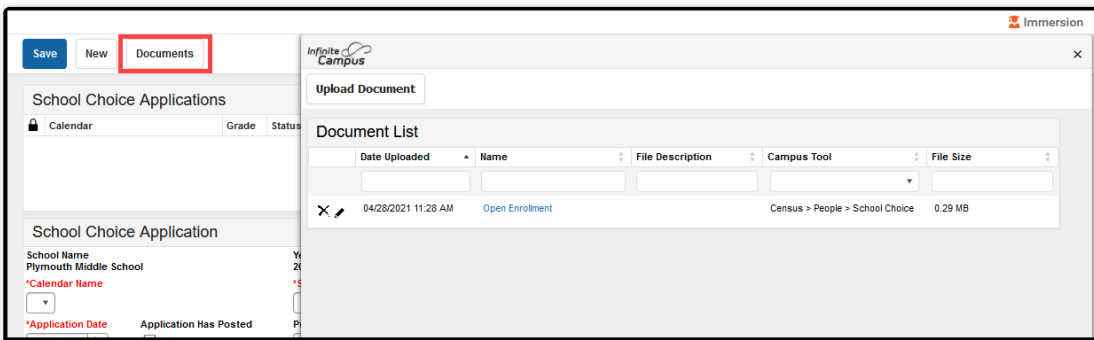 Immersion
Save New Documents
School Choice Applications
Calendar Grade Status
School Choice Application
School Name
Plymouth Middle School
*Calendar Name
*Application Date Application Has Posted
Infinite Campus
×
Upload Document
Document List
Date Uploaded Name File Description Campus Tool File Size
04/28/2021 11:28 AM Open Enrollment Census > People > School Choice 0.29 MB